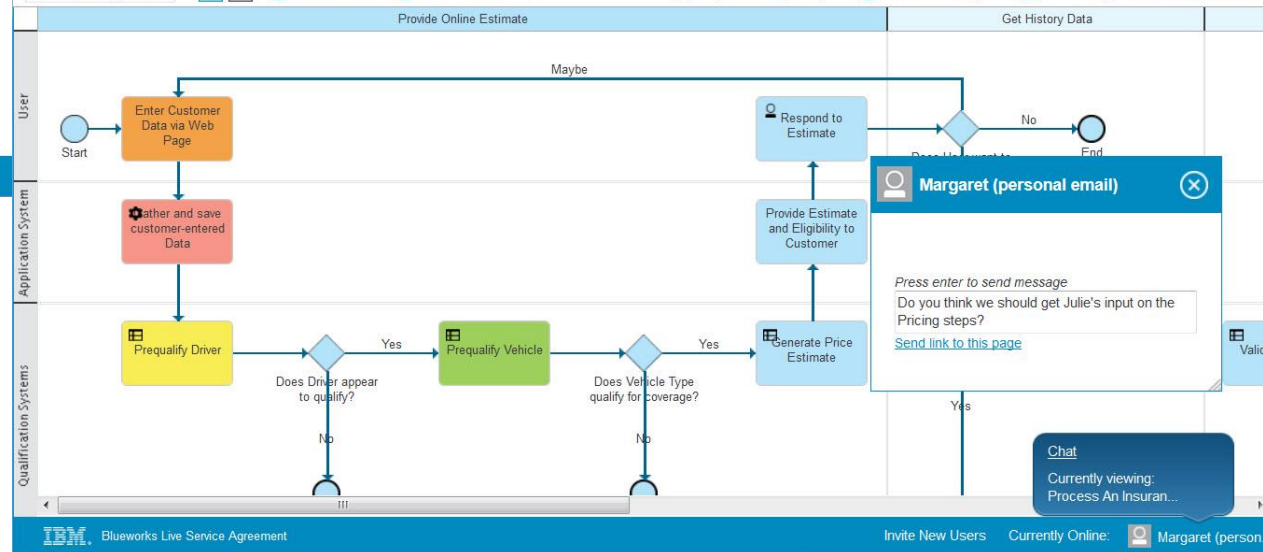 Provide Online Estimate
Get History Data
User
Application System
Qualification Systems
Maybe
Start
Enter Customer
Data via Web
Page
Respond to
Estimate
No
End
Gather and save
customer-entered
Data
Provide Estimate
and Eligibility to
Customer
Prequalify Driver
Does Driver appear
to qualify?
Yes
No
Prequalify Vehicle
Does Vehicle Type
qualify for coverage?
Yes
No
Generate Price
Estimate
Yes
Margaret (personal email)
Press enter to send message
Do you think we should get Julie's input on the
Pricing steps?
Send link to this page
Chat
Currently viewing:
Process An Insuran...
IBM. Blueworks Live Service Agreement
Invite New Users
Currently Online:
Margaret (person.